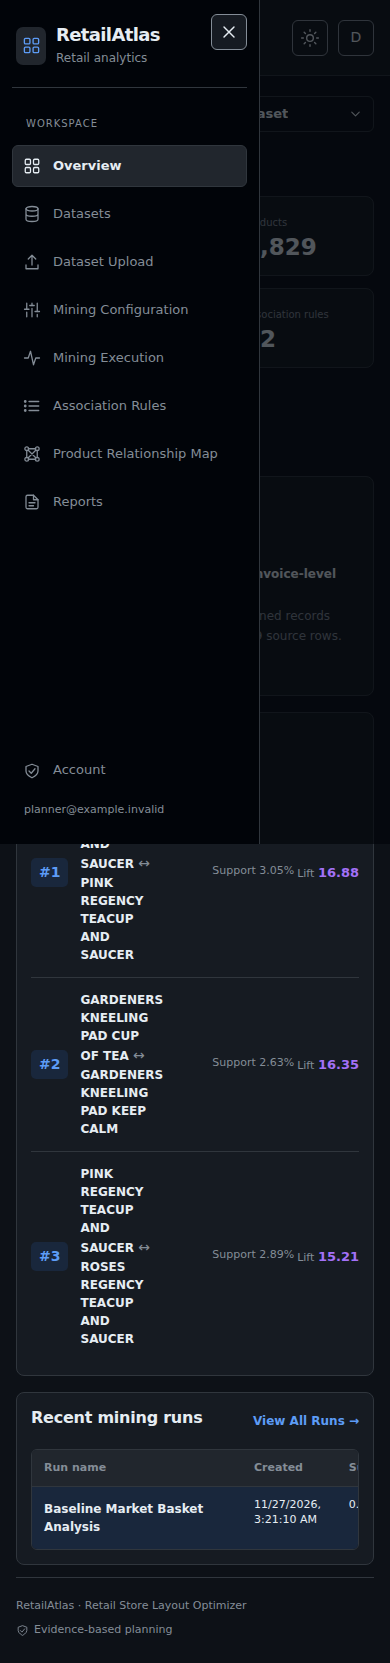 RetailAtlas
Retail analytics
D
WORKSPACE
aset
Overview
Datasets
ducts
,829
Dataset Upload
Mining Configuration
ociation rules
2
Mining Execution
Association Rules
Product Relationship Map
Reports
nvoice-level
ned records
source rows.
Account
planner@example.invalid
AND
#1
SAUCER ↔
PINK
REGENCY
TEACUP
AND
SAUCER
Support 3.05% Lift 16.88
#2
GARDENERS
KNEELING
PAD CUP
OF TEA ↔
GARDENERS
KNEELING
PAD KEEP
CALM
Support 2.63% Lift 16.35
#3
PINK
REGENCY
TEACUP
AND
SAUCER ↔
ROSES
REGENCY
TEACUP
AND
SAUCER
Support 2.89% Lift 15.21
Recent mining runs
View All Runs →
Run name Created S
Baseline Market Basket
Analysis
11/27/2026,
3:21:10 AM
0.
RetailAtlas · Retail Store Layout Optimizer
Evidence-based planning